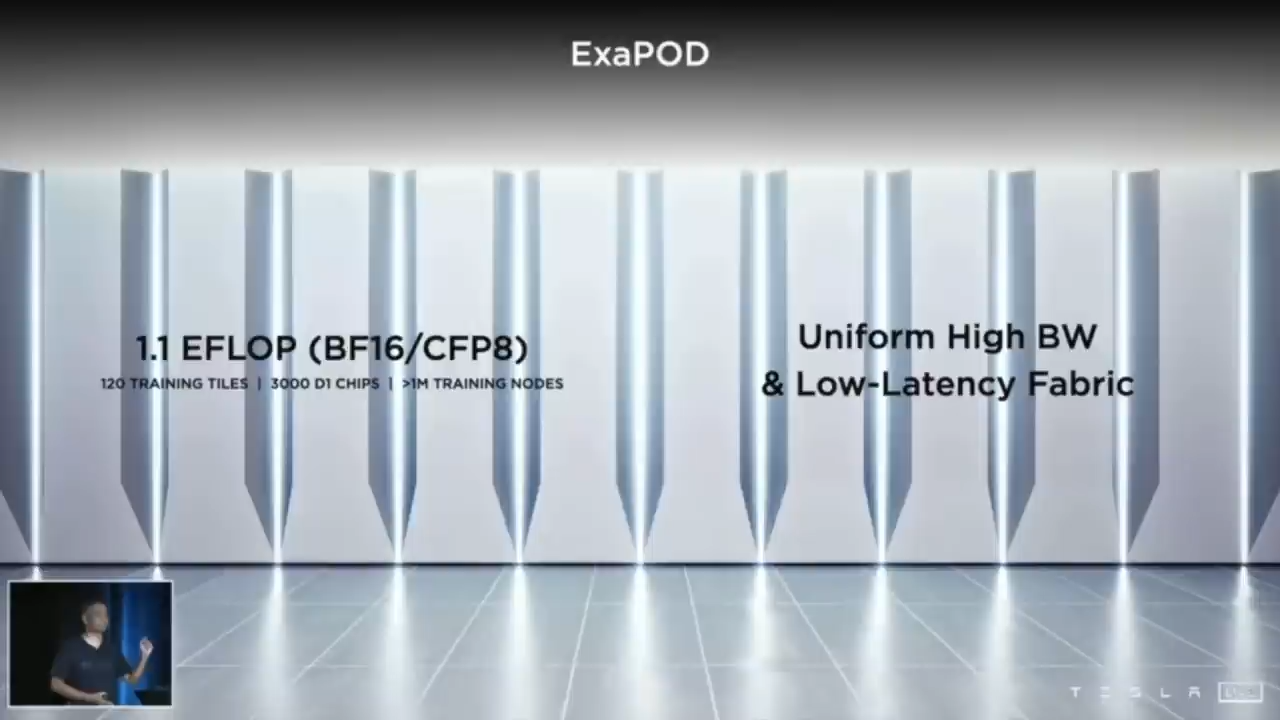 ExaPOD
1.1 EFLOP (BF16/CFP8)
120 TRAINING TILES | 3000 D1 CHIPS | >1M TRAINING NODES
Uniform High BW
& Low-Latency Fabric
TESLA LIVE